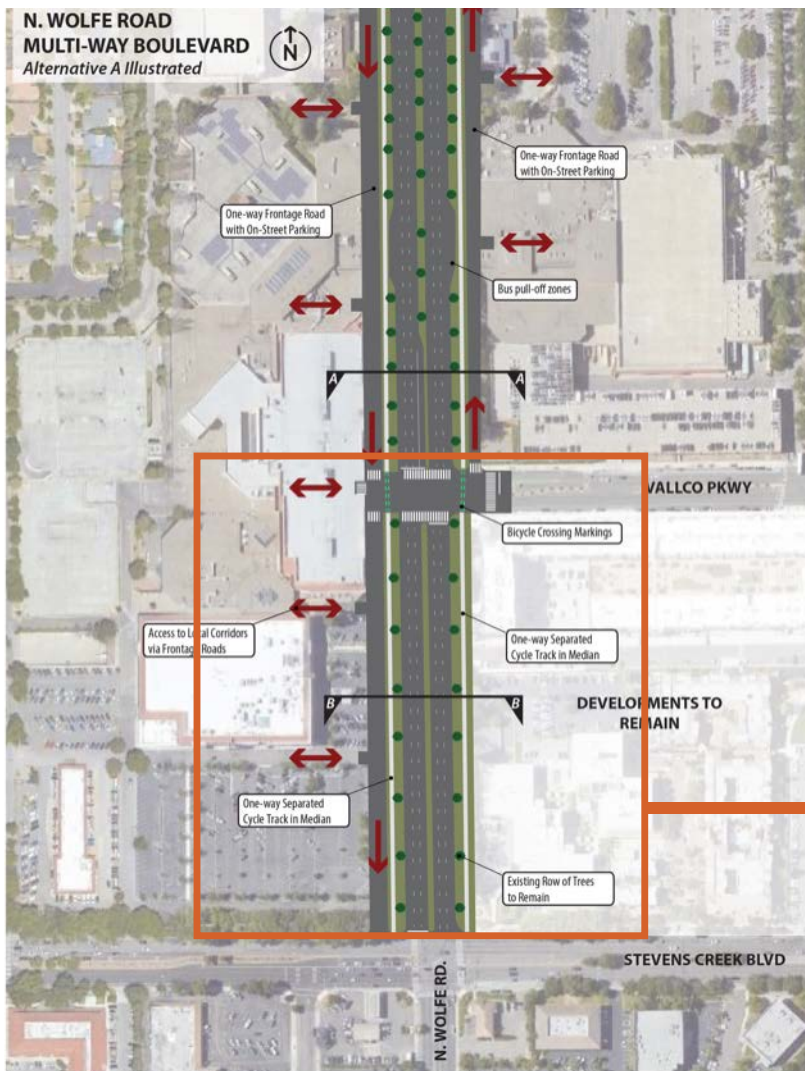 N. WOLFE ROAD
MULTI-WAY BOULEVARD
Alternative A Illustrated
N
One-way Frontage Road
with On-Street Parking
One-way Frontage Road
with On-Street Parking
Bus pull-off zones
A
A
VALLCO PKWY
Bicycle Crossing Markings
Access to Local Corridors
via Frontage Roads
One-way Separated
Cycle Track in Median
B
B
DEVELOPMENTS TO
REMAIN
One-way Separated
Cycle Track in Median
Existing Row of Trees
to Remain
STEVENS CREEK BLVD
N. WOLFE RD.